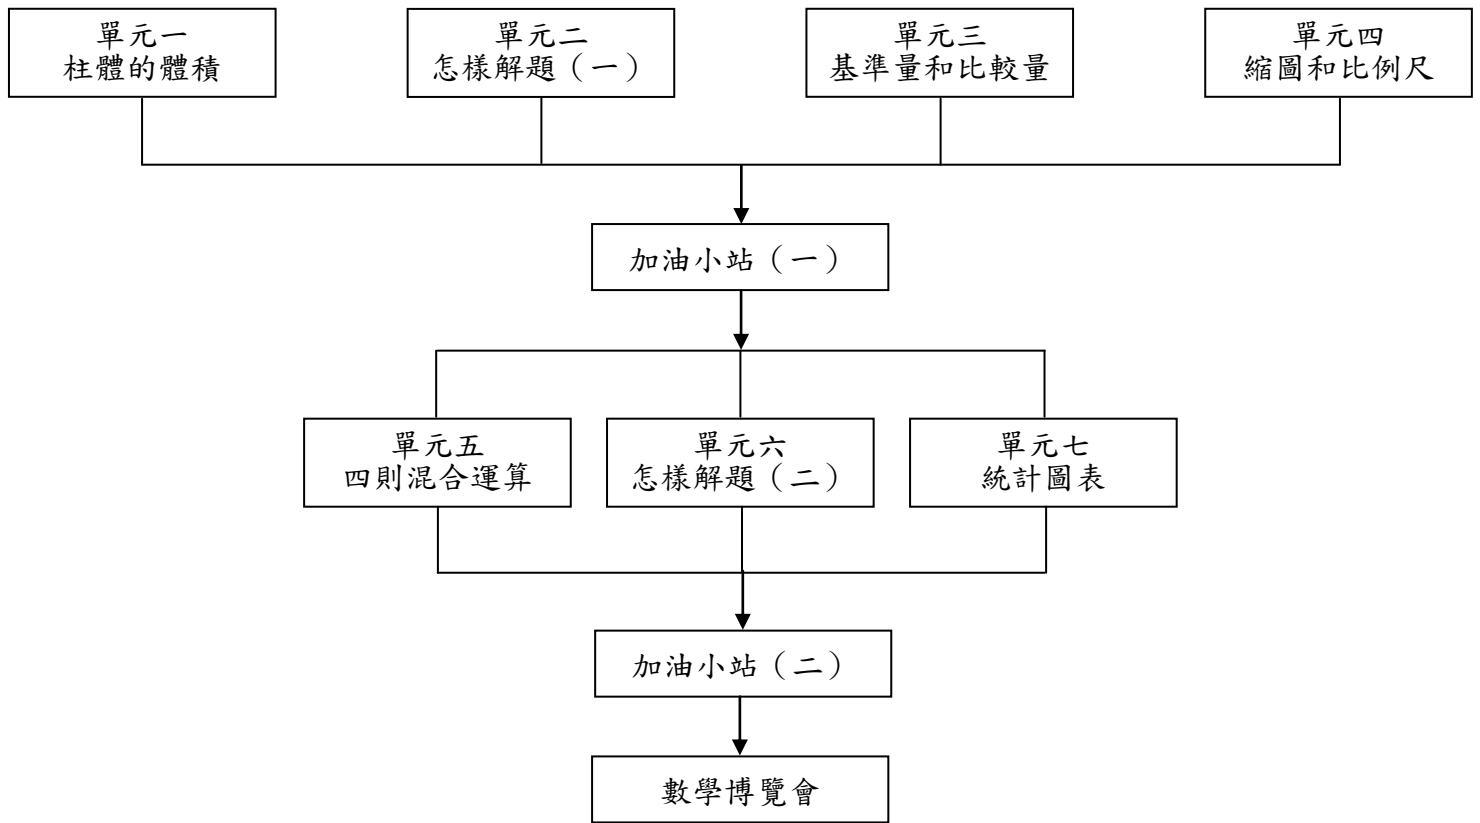 單元一
柱體的體積
單元二
怎樣解題（一）
單元三
基準量和比較量
單元四
縮圖和比例尺
加油小站（一）
單元五
四則混合運算
單元六
怎樣解題（二）
單元七
統計圖表
加油小站（二）
數學博覽會